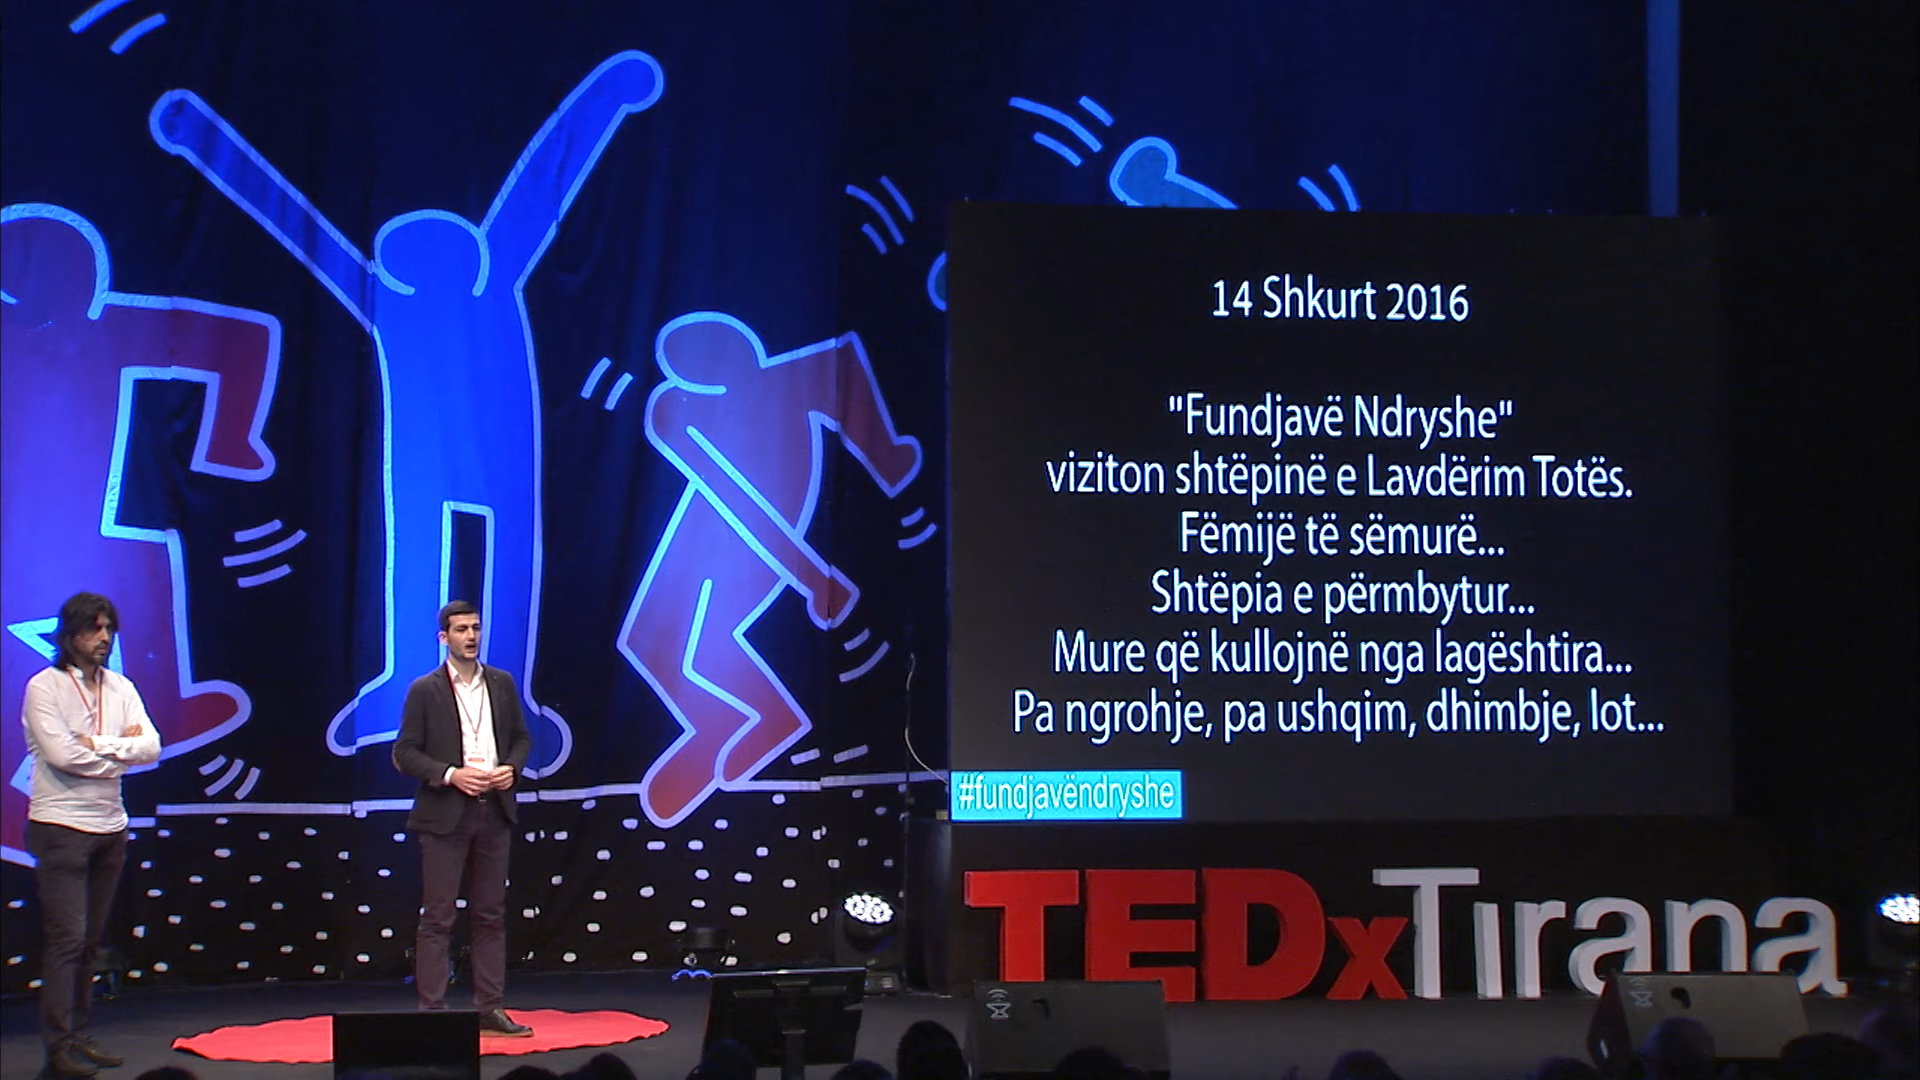 14 Shkurt 2016
"Fundjavë Ndryshe"
viziton shtëpinë e Lavdërim Totës.
Fëmijë të sëmurë...
Shtëpia e përmbytur...
Mure që kullojnë nga lagështira...
Pa ngrohje, pa ushqim, dhimbje, lot...
#fundjavëndryshe
TEDxTirana